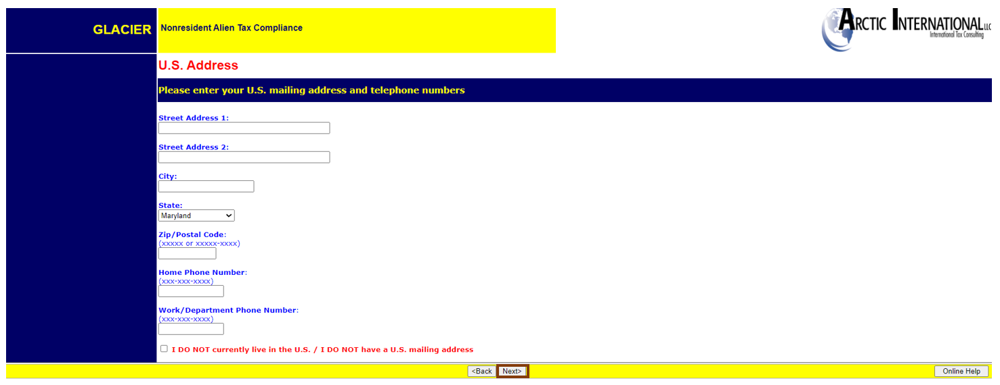 GLACIER
Nonresident Alien Tax Compliance
ARCTIC INTERNATIONAL LLC
International Tax Consulting
U.S. Address
Please enter your U.S. mailing address and telephone numbers
Street Address 1:
Street Address 2:
City:
State:
Maryland
Zip/Postal Code:
(xxxxx or xxxxx-xxxx)
Home Phone Number:
(xxx-xxx-xxxx)
Work/Department Phone Number:
(xxx-xxx-xxxx)
I DO NOT currently live in the U.S. / I DO NOT have a U.S. mailing address
<Back Next> Online Help